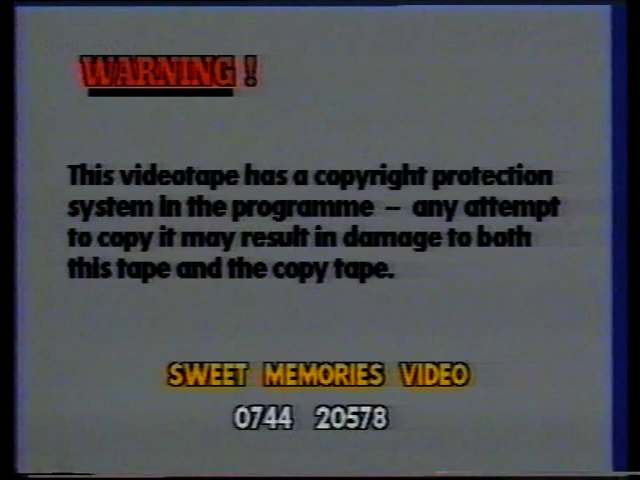 WARNING !
This videotape has a copyright protection
system in the programme – any attempt
to copy it may result in damage to both
this tape and the copy tape.
SWEET MEMORIES VIDEO
0744 20578